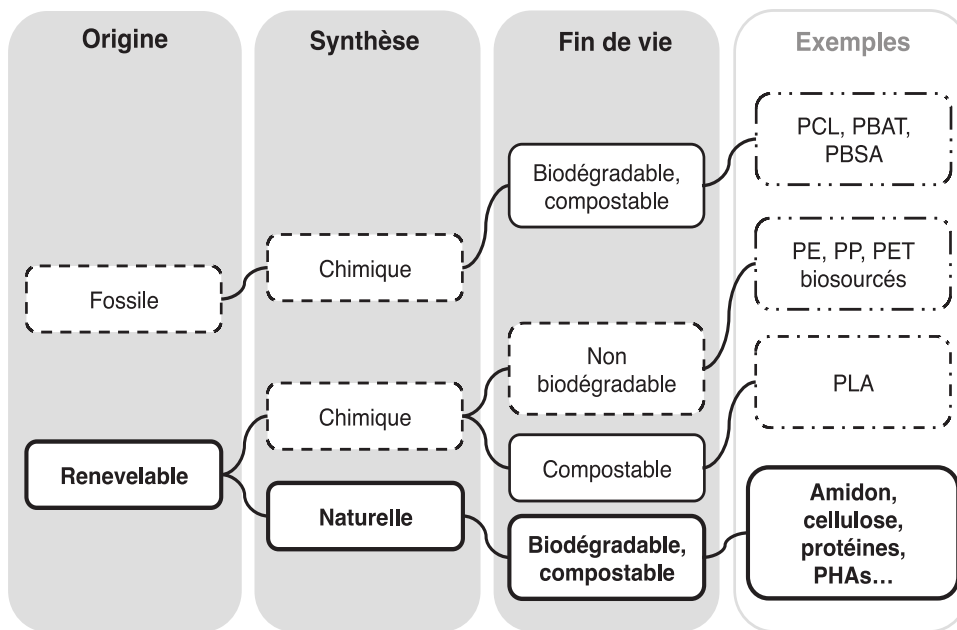 Origine
Synthèse
Fin de vie
Exemples
PCL, PBAT,
PBSA
Biodégradable,
compostable
Chimique
Fossile
PE, PP, PET
biosourcés
Non
biodégradable
PLA
Chimique
Renevelable
Compostable
Naturelle
Biodégradable,
compostable
Amidon,
cellulose,
protéines,
PHAs...